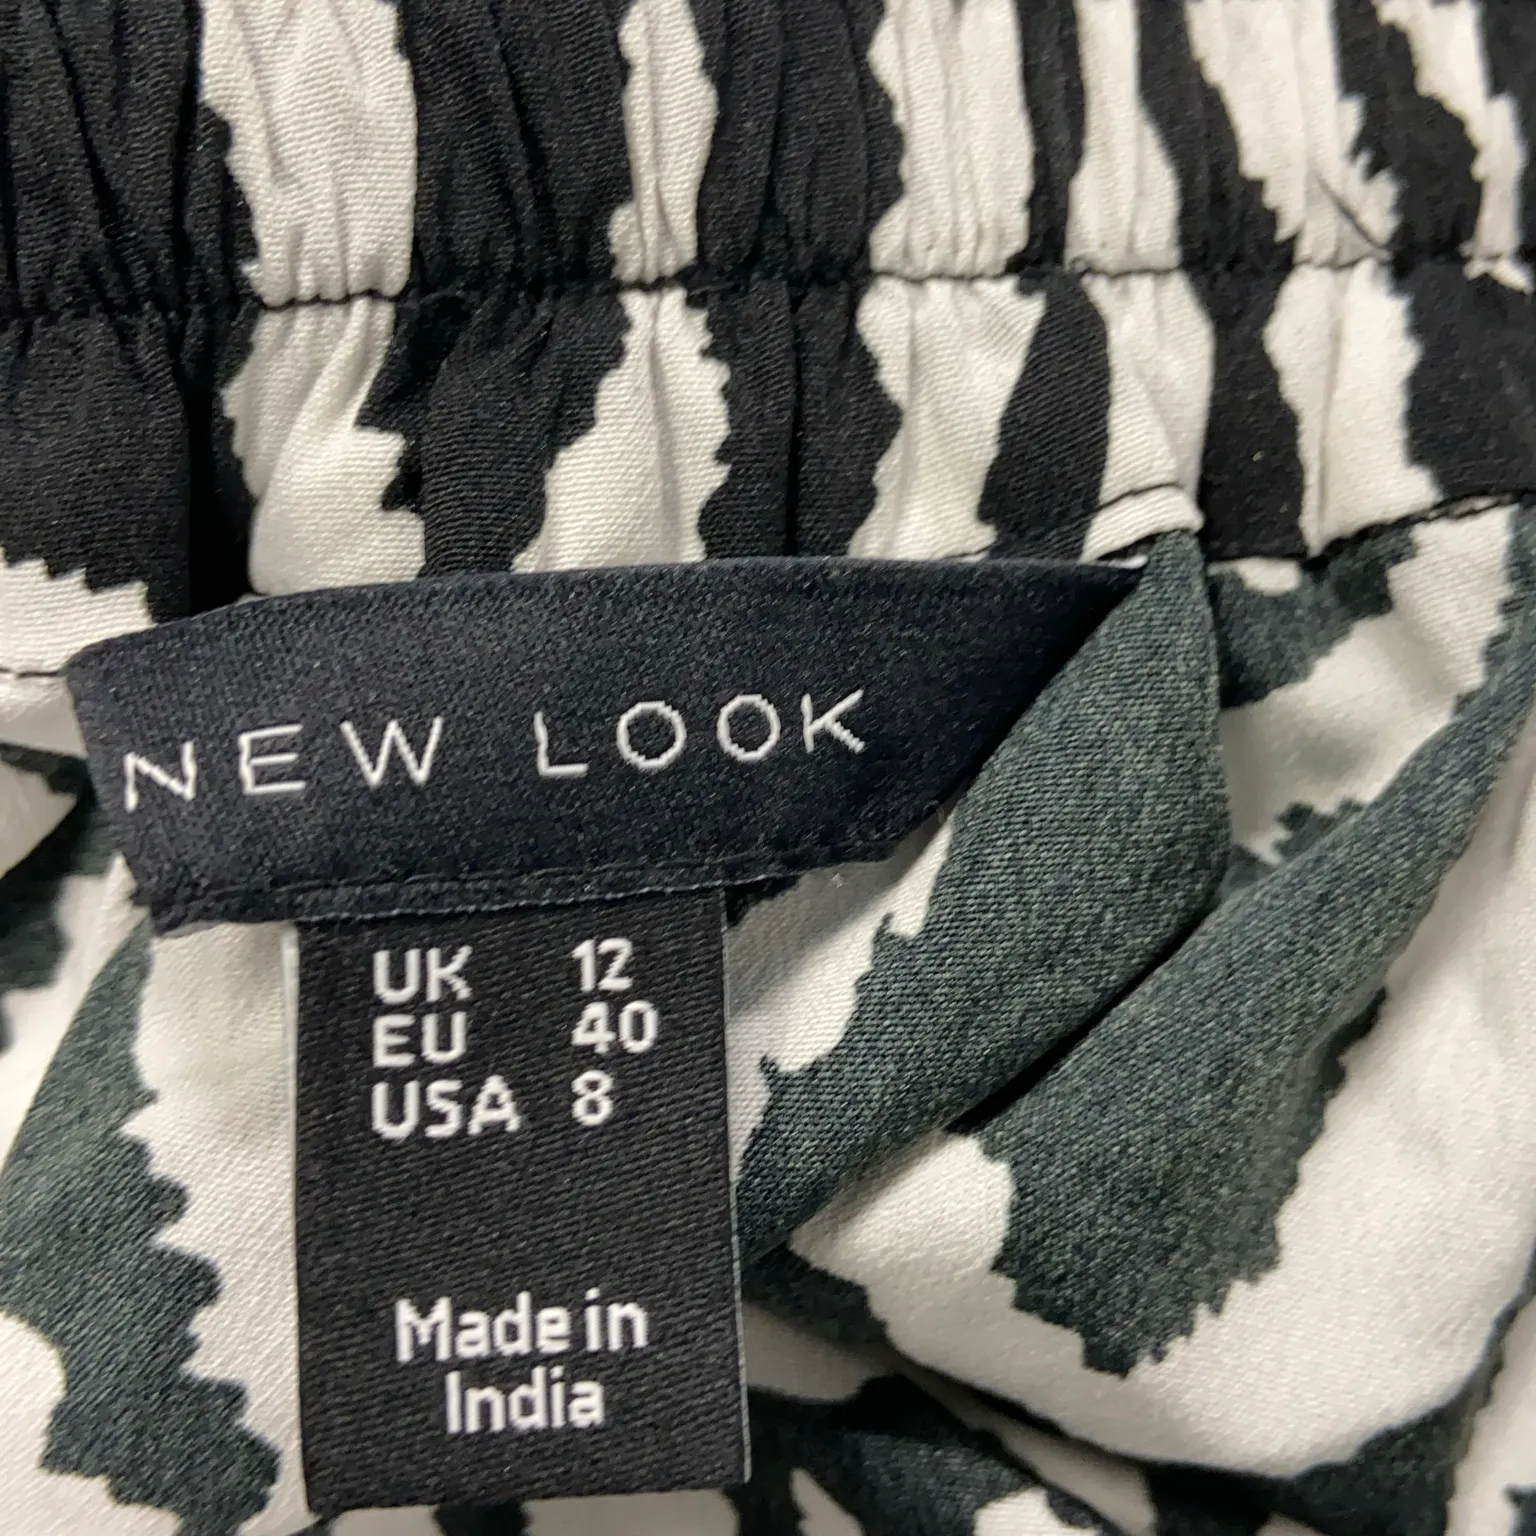 NEW LOOK
UK 12
EU 40
USA 8
Made in
India